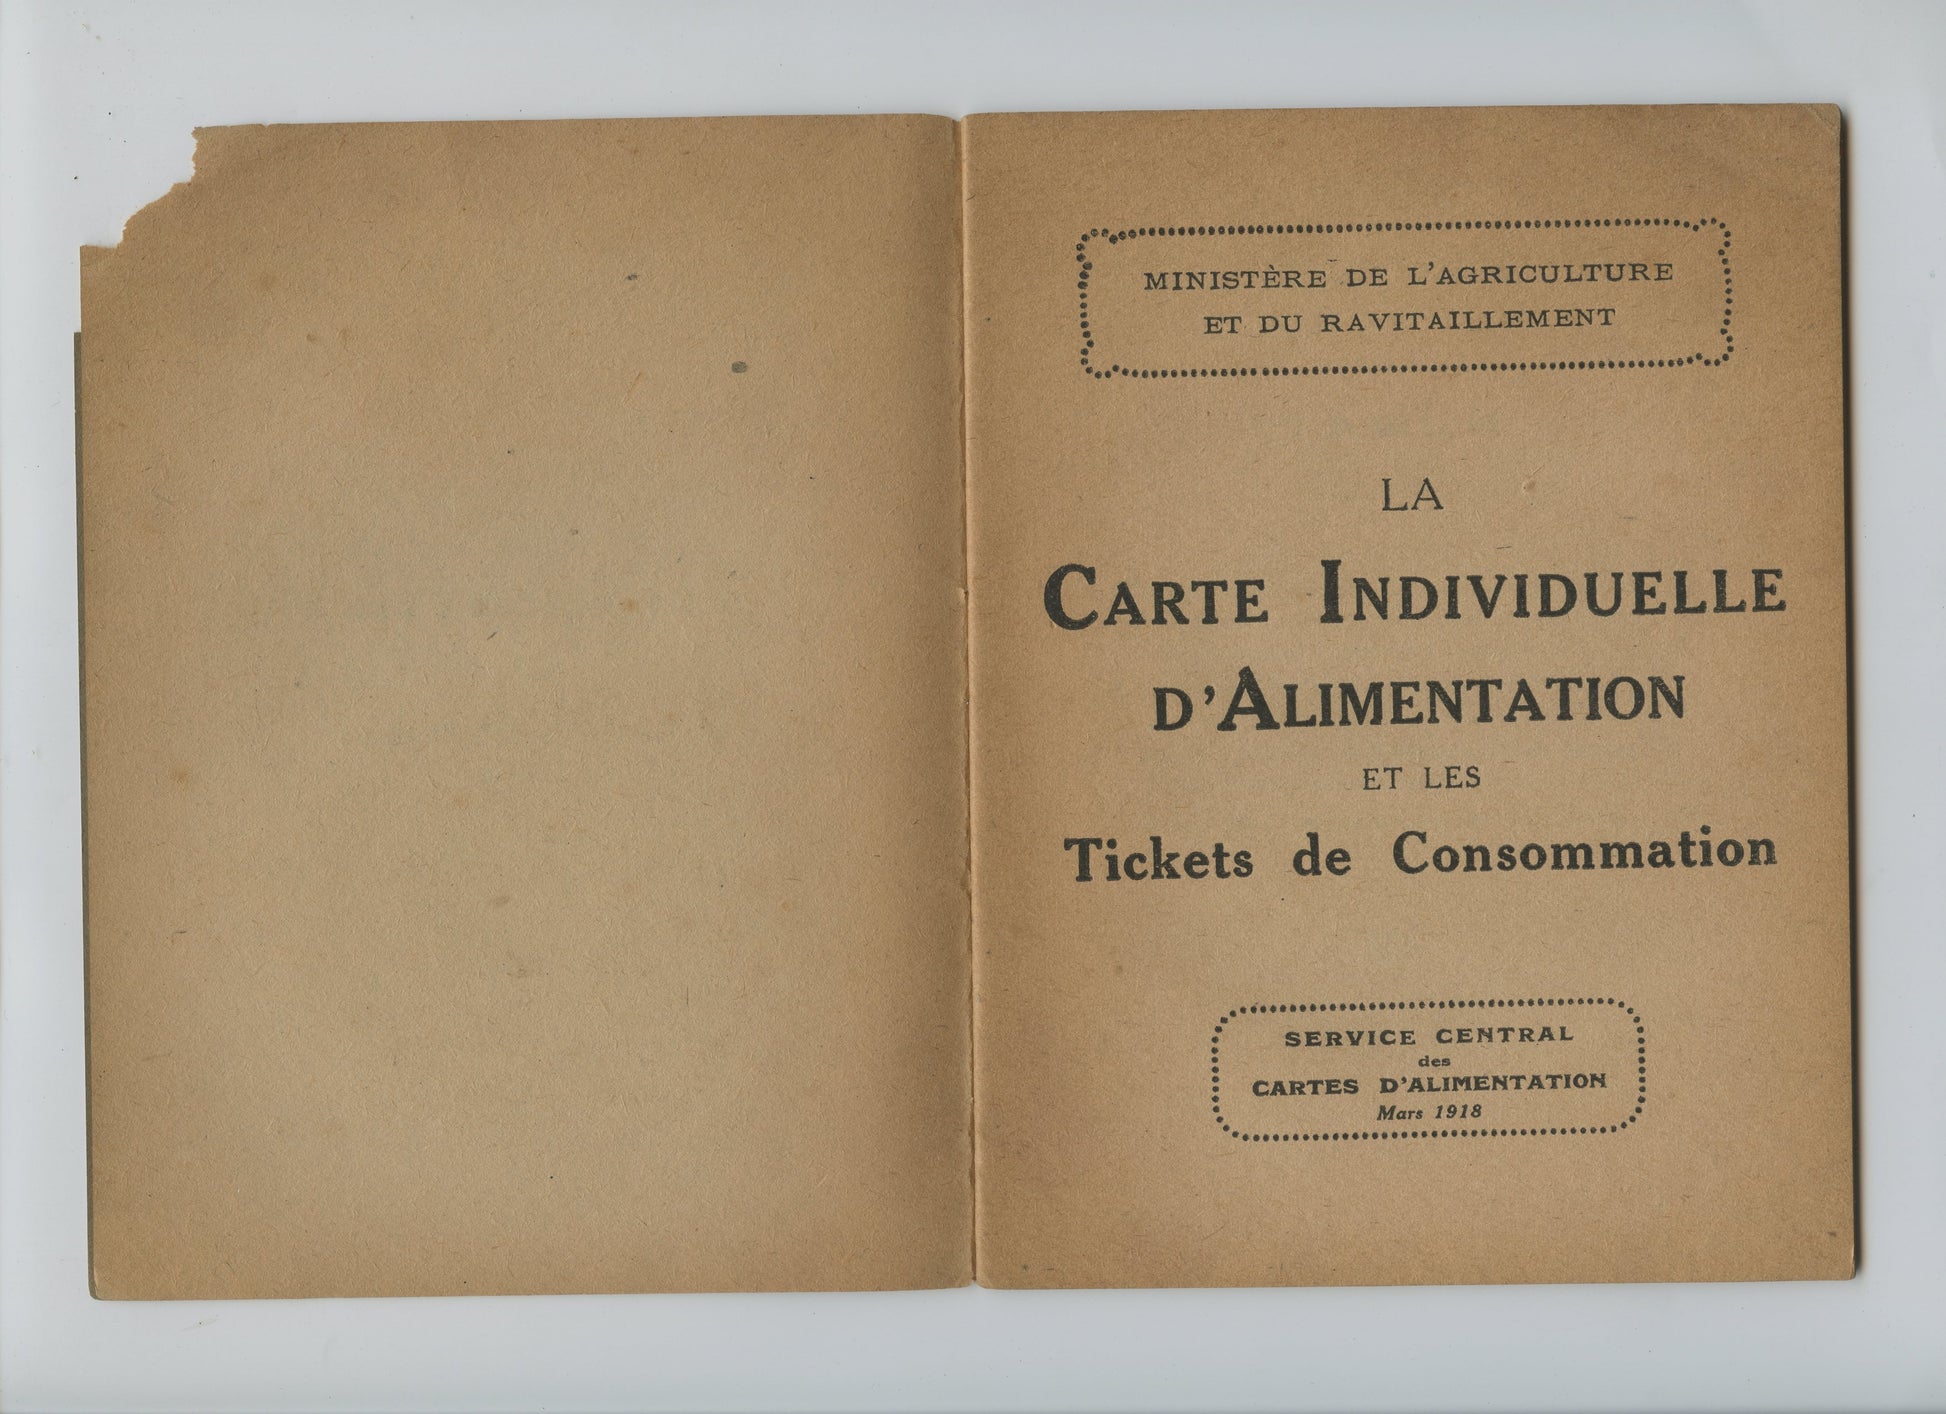 MINISTÈRE DE L'AGRICULTURE
ET DU RAVITAILLEMENT
LA
CARTE INDIVIDUELLE
D'ALIMENTATION
ET LES
Tickets de Consommation
SERVICE CENTRAL
des
CARTES D'ALIMENTATION
Mars 1918